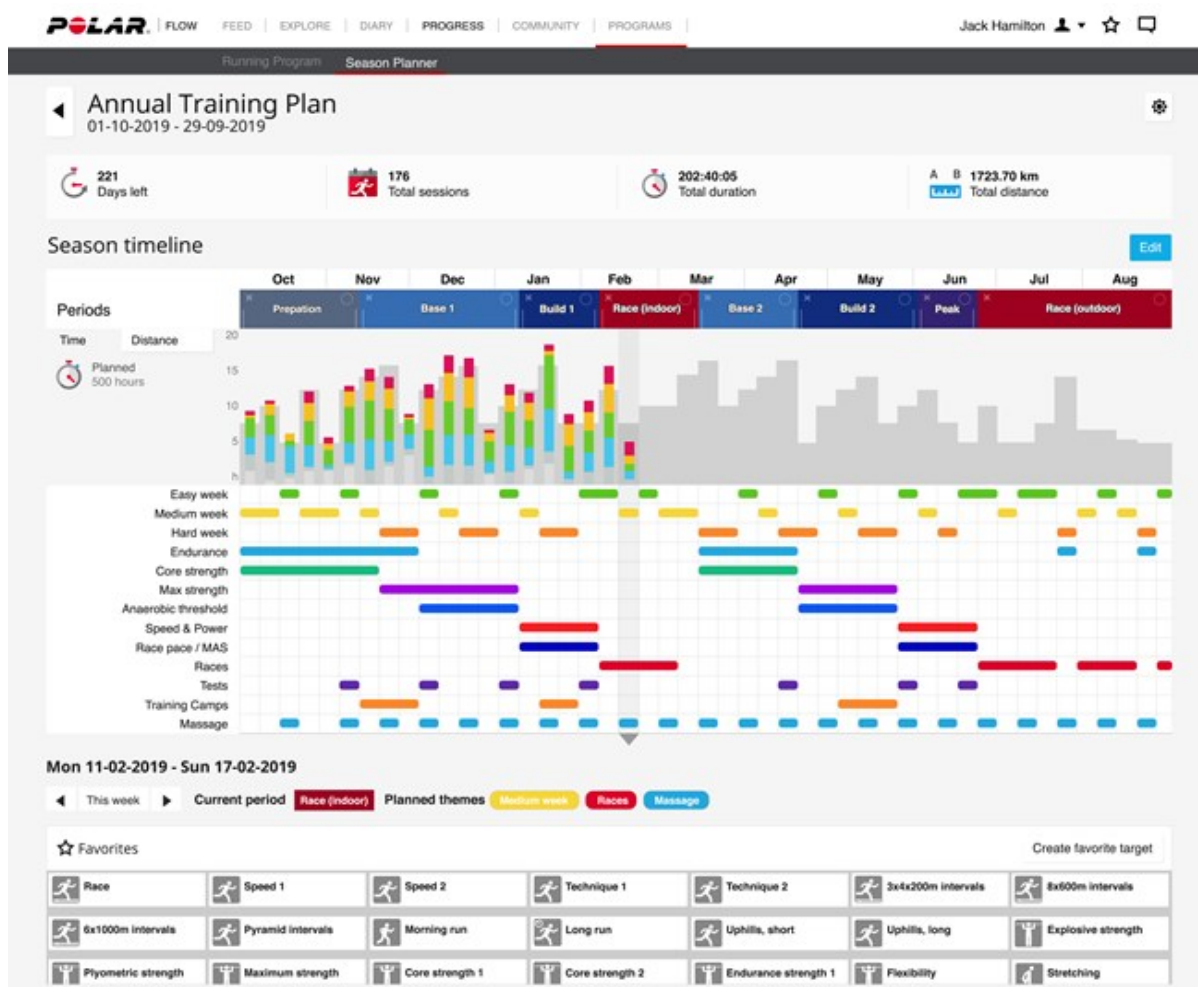 POLAR. FLOW FEED EXPLORE DIARY PROGRESS COMMUNITY PROGRAMS Jack Hamilton
Running Program Season Planner
Annual Training Plan
01-10-2019 - 29-09-2019
221
Days left
176
Total sessions
202:40:05
Total duration
A B 1723.70 km
Total distance
Season timeline Edit
Oct Nov Dec Jan Feb Mar Apr May Jun Jul Aug
Periods Prepation Base 1 Build 1 Race (indoor) Base 2 Build 2 Peak Race (outdoor)
Time Distance
Planned
500 hours
20
15
10
5
h
Easy week
Medium week
Hard week
Endurance
Core strength
Max strength
Anaerobic threshold
Speed & Power
Race pace / MAS
Races
Tests
Training Camps
Massage
Mon 11-02-2019 - Sun 17-02-2019
This week Current period Race (Indoor) Planned themes Medium week Races Massage
Favorites Create favorite target
Race Speed 1 Speed 2 Technique 1 Technique 2 3x4x200m intervals 8x600m intervals
6x1000m intervals Pyramid intervals Morning run Long run Uphills, short Uphills, long Explosive strength
Plyometric strength Maximum strength Core strength 1 Core strength 2 Endurance strength 1 Flexibility Stretching